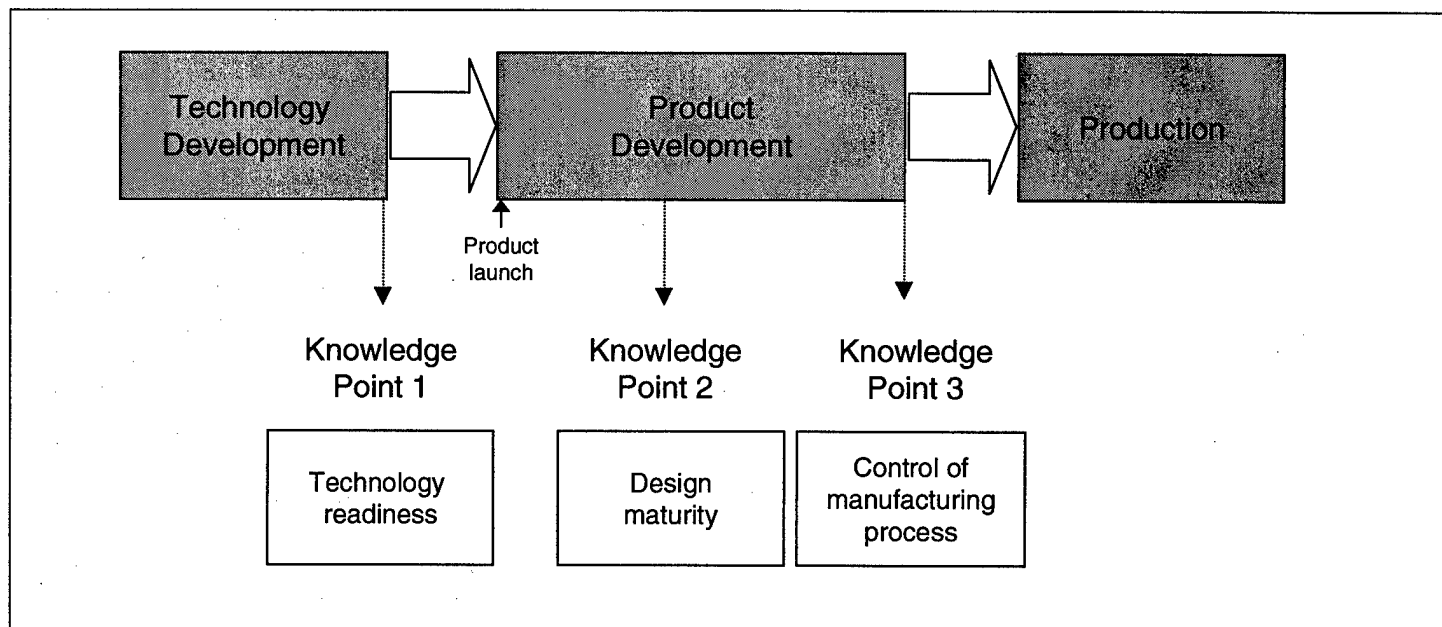 Technology
Development
Product
Development
Production
Product
launch
Knowledge
Point 1
Knowledge
Point 2
Knowledge
Point 3
Technology
readiness
Design
maturity
Control of
manufacturing
process